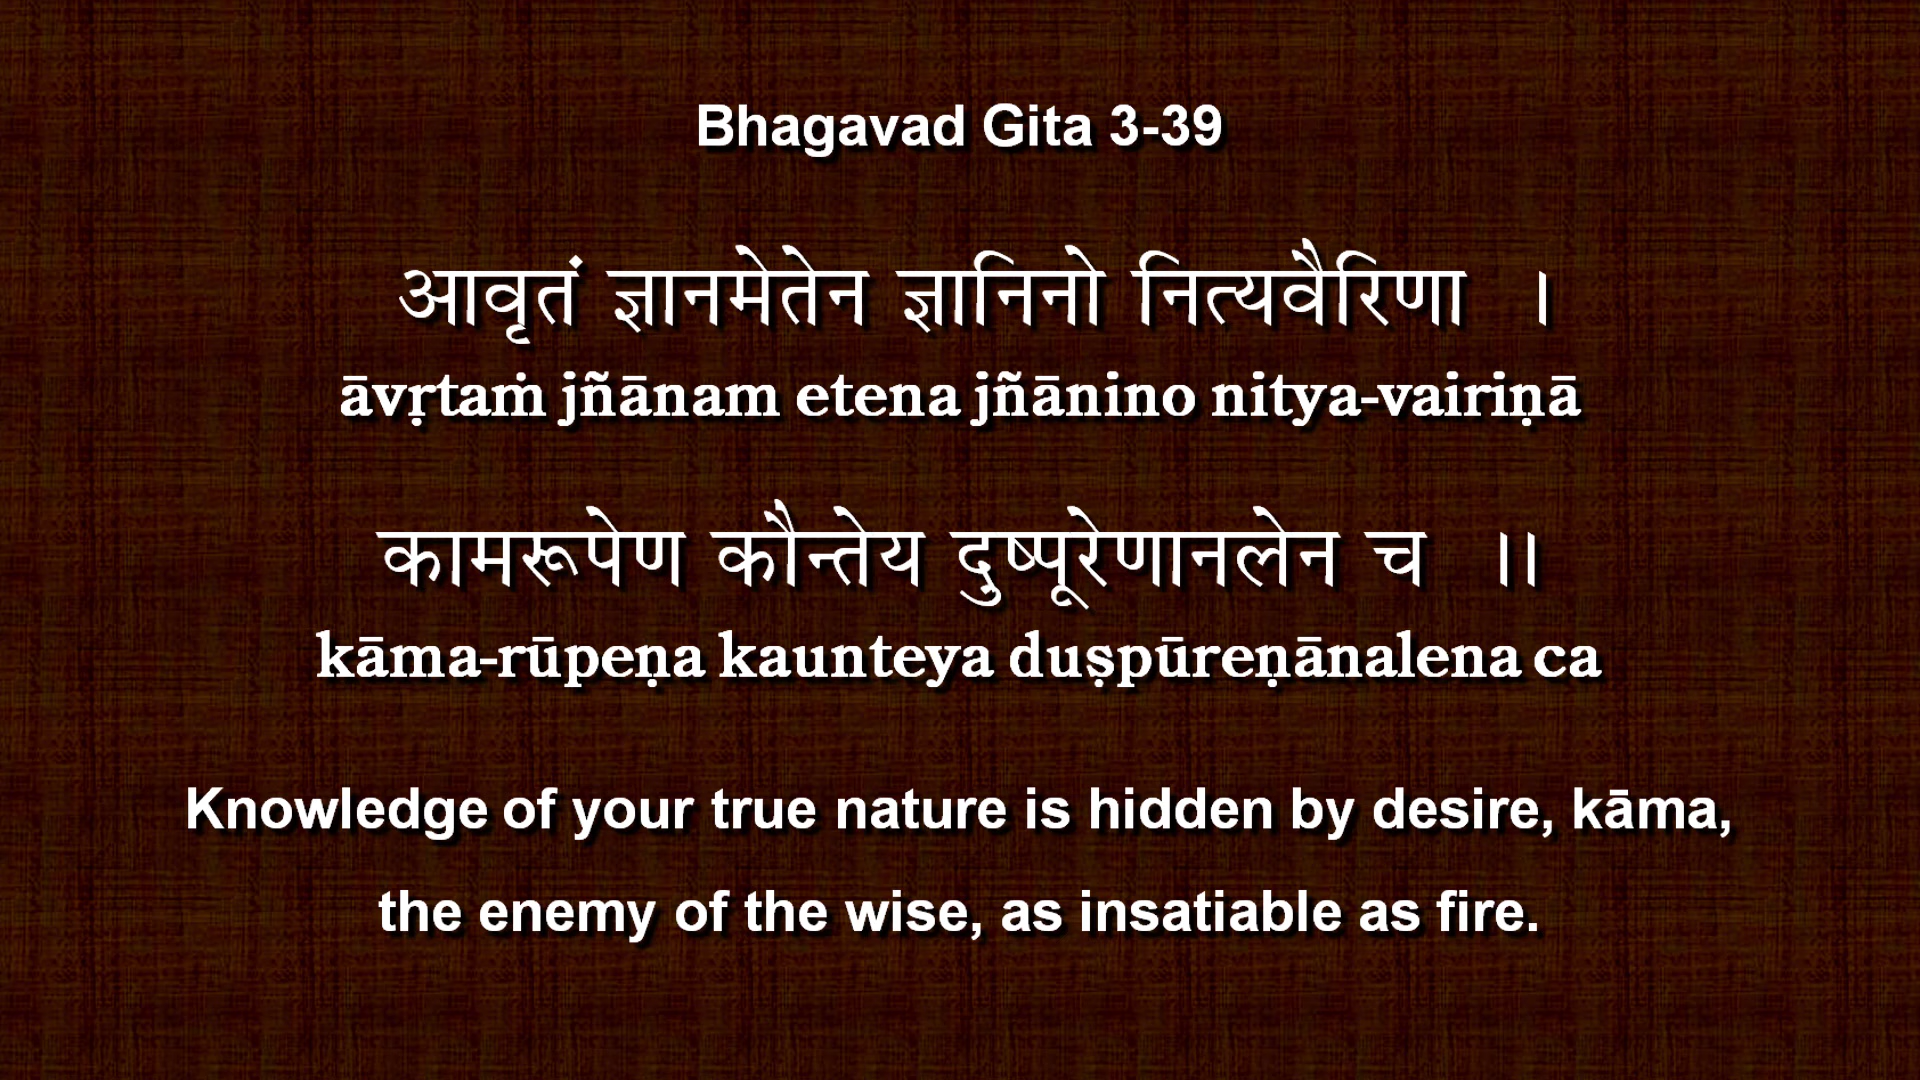 Bhagavad Gita 3-39
आवृतं ज्ञानमेतेन ज्ञानिनो नित्यवैरिणा ।
āvṛtaṁ jñānam etena jñānino nitya-vairiṇā
कामरूपेण कौन्तेय दुष्पूरेणानलेन च ॥
kāma-rūpeṇa kaunteya duṣpūreṇānalena ca
Knowledge of your true nature is hidden by desire, kāma,
the enemy of the wise, as insatiable as fire.